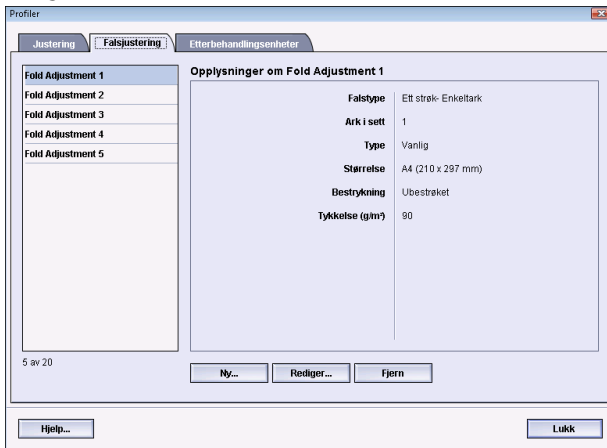 Profiler
Justering
Falsjustering
Etterbehandlingsenheter
Fold Adjustment 1
Fold Adjustment 2
Fold Adjustment 3
Fold Adjustment 4
Fold Adjustment 5
5 av 20
Opplysninger om Fold Adjustment 1
Falstype Ett strøk- Enkeltark
Ark i sett 1
Type Vanlig
Størrelse A4 (210 x 297 mm)
Bestrykning Ubestrøket
Tykkelse (g/m²) 90
Ny... Rediger... Fjern
Hjelp... Lukk